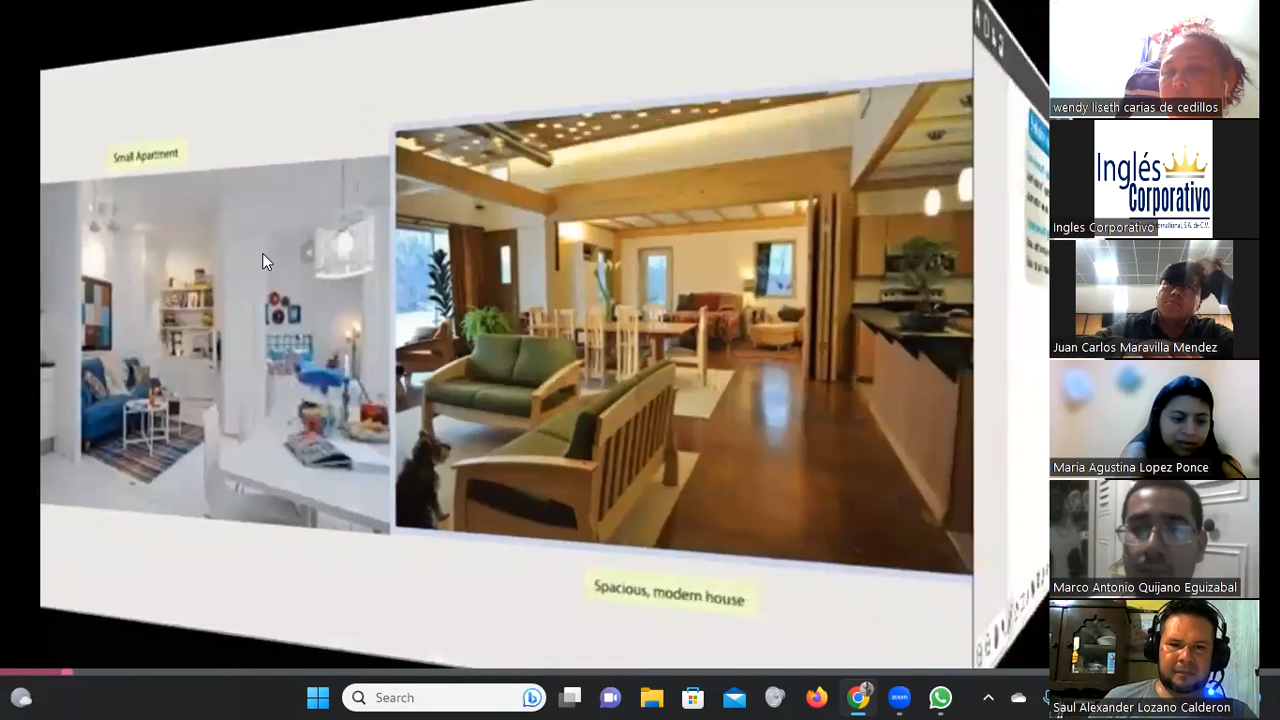 Small Apartment
Spacious, modern house
wendy liseth carias de cedillos
Inglés
Corporativo
Ingles Corporativo
Juan Carlos Maravilla Mendez
Maria Agustina Lopez Ponce
Marco Antonio Quijano Eguizabal
Saul Alexander Lozano Calderon
Search
zoom